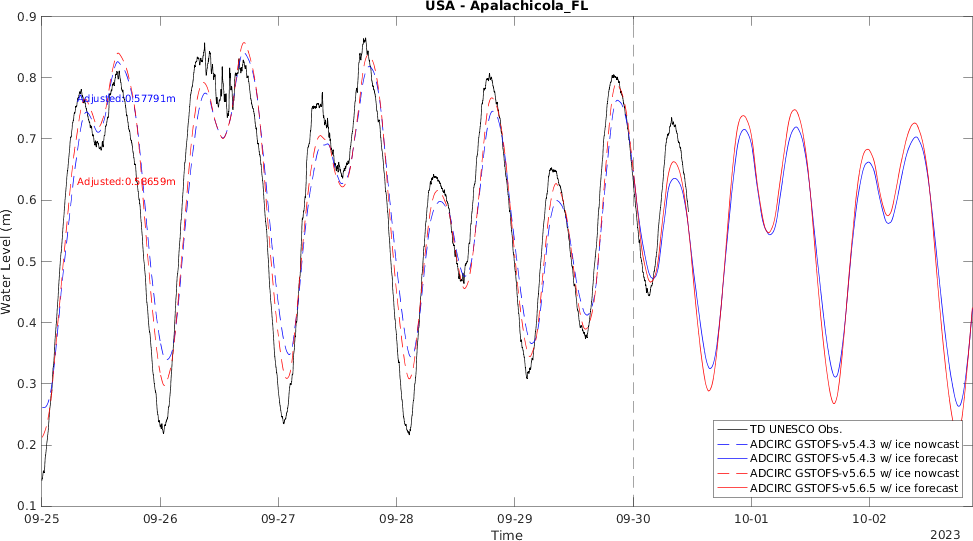 USA - Apalachicola_FL
0.9
0.8
Adjusted:0.57791m
0.7
Adjusted:0.58659m
0.6
0.5
0.4
0.3
0.2
0.1
Water Level (m)
TD UNESCO Obs.
ADCIRC GSTOFS-v5.4.3 w/ ice nowcast
ADCIRC GSTOFS-v5.4.3 w/ ice forecast
ADCIRC GSTOFS-v5.6.5 w/ ice nowcast
ADCIRC GSTOFS-v5.6.5 w/ ice forecast
09-25 09-26 09-27 09-28 09-29 09-30 10-01 10-02
Time
2023